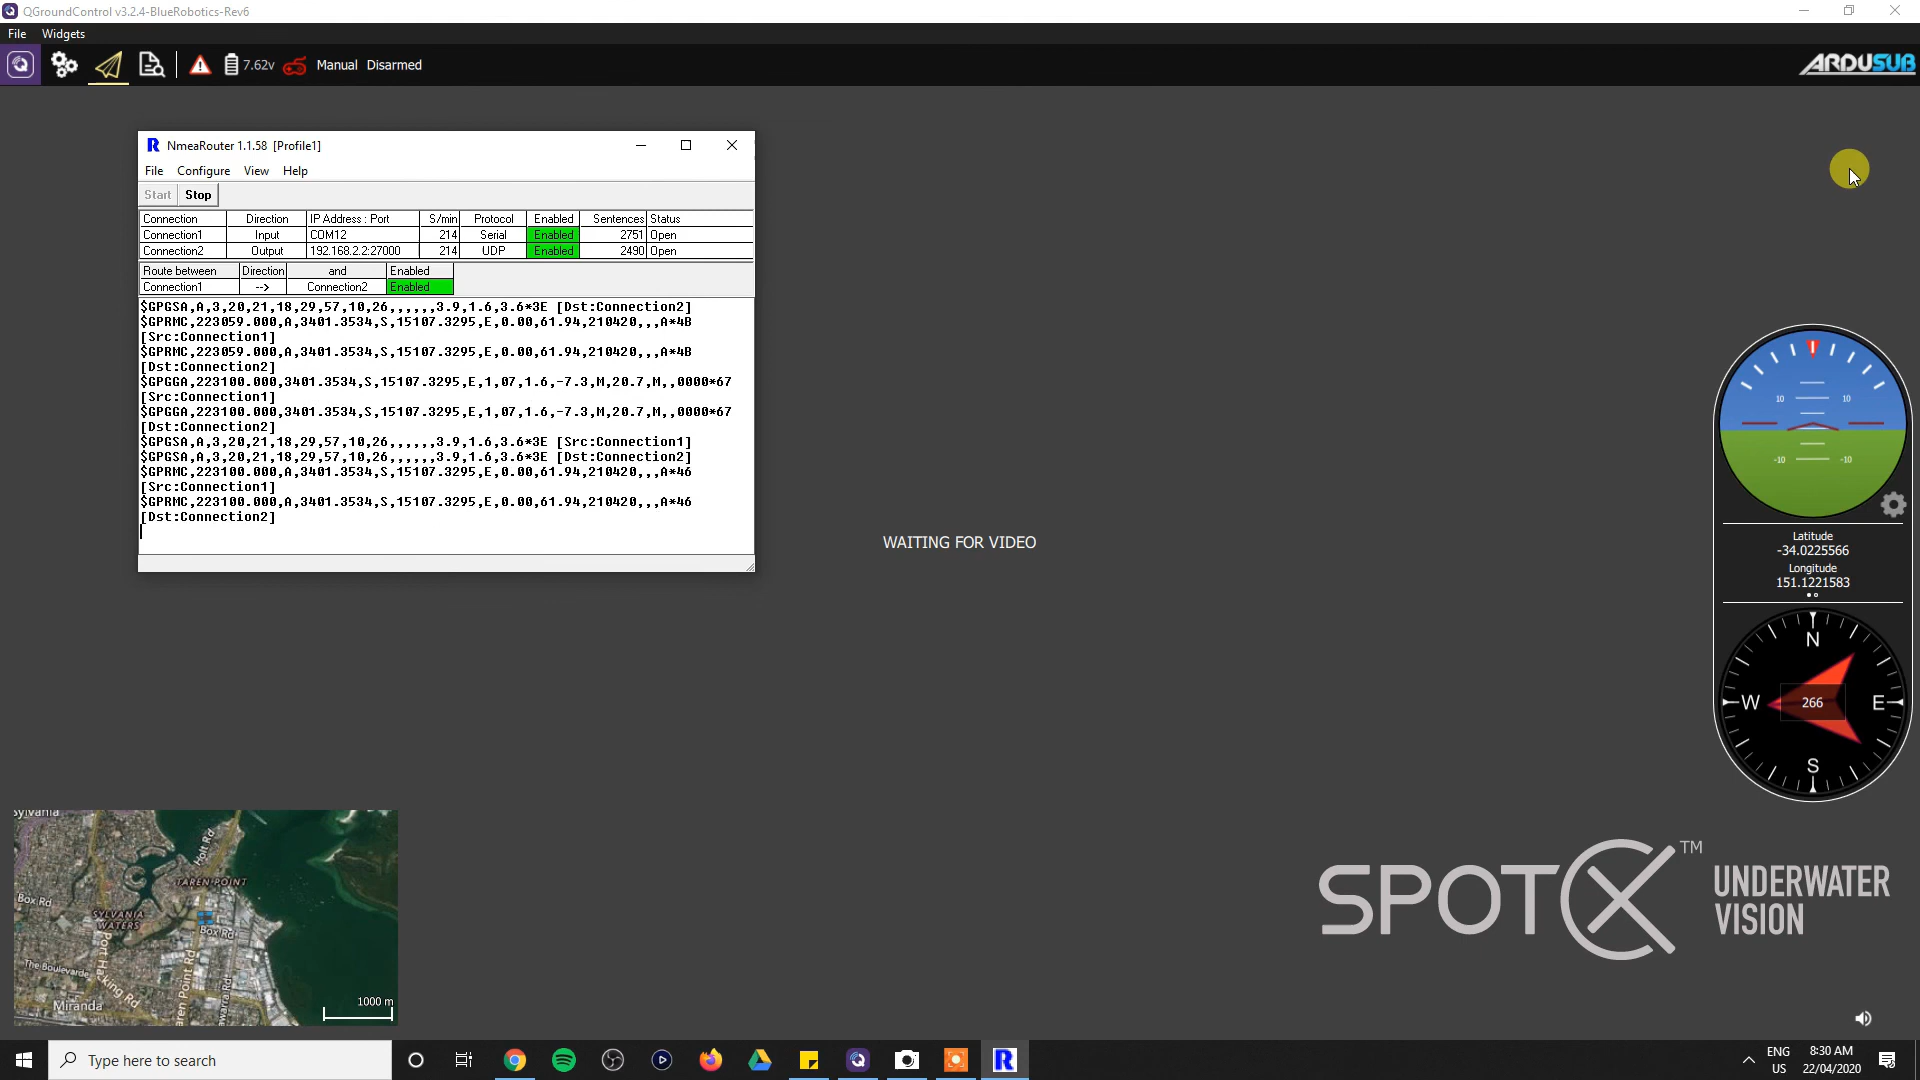 QGroundControl v3.2.4-BlueRobotics-Rev6
File Widgets
7.62v Manual Disarmed
ARDUSUB
NmeaRouter 1.1.58 [Profile1]
File Configure View Help
Start Stop
Connection Direction IP Address : Port S/min Protocol Enabled Sentences Status
Connection1 Input COM12 214 Serial Enabled 2751 Open
Connection2 Output 192.168.2.2:27000 214 UDP Enabled 2490 Open
Route between Direction and Enabled
Connection1 --> Connection2 Enabled
$GPGSA,A,3,20,21,18,29,57,10,26,,,,,,3.9,1.6,3.6*3E [Dst:Connection2]
$GPRMC,223059.000,A,3401.3534,S,15107.3295,E,0.00,61.94,210420,,,A*4B
[Src:Connection1]
$GPRMC,223059.000,A,3401.3534,S,15107.3295,E,0.00,61.94,210420,,,A*4B
[Dst:Connection2]
$GPGGA,223100.000,3401.3534,S,15107.3295,E,1,07,1.6,-7.3,M,20.7,M,,0000*67
[Src:Connection1]
$GPGGA,223100.000,3401.3534,S,15107.3295,E,1,07,1.6,-7.3,M,20.7,M,,0000*67
[Dst:Connection2]
$GPGSA,A,3,20,21,18,29,57,10,26,,,,,,3.9,1.6,3.6*3E [Src:Connection1]
$GPGSA,A,3,20,21,18,29,57,10,26,,,,,,3.9,1.6,3.6*3E [Dst:Connection2]
$GPRMC,223100.000,A,3401.3534,S,15107.3295,E,0.00,61.94,210420,,,A*46
[Src:Connection1]
$GPRMC,223100.000,A,3401.3534,S,15107.3295,E,0.00,61.94,210420,,,A*46
[Dst:Connection2]
WAITING FOR VIDEO
10 10
-10 -10
Latitude
-34.0225566
Longitude
151.1221583
N
W 266 E
S
Sylvania
Holt Rd
TAREN POINT
Box Rd
SYLVANIA
WATERS
Box Rd
The Boulevarde
Port Hacking Rd
Taren Point Rd
Miranda
1000 m
SPOTX TM UNDERWATER
VISION
Type here to search
ENG
US
8:30 AM
22/04/2020